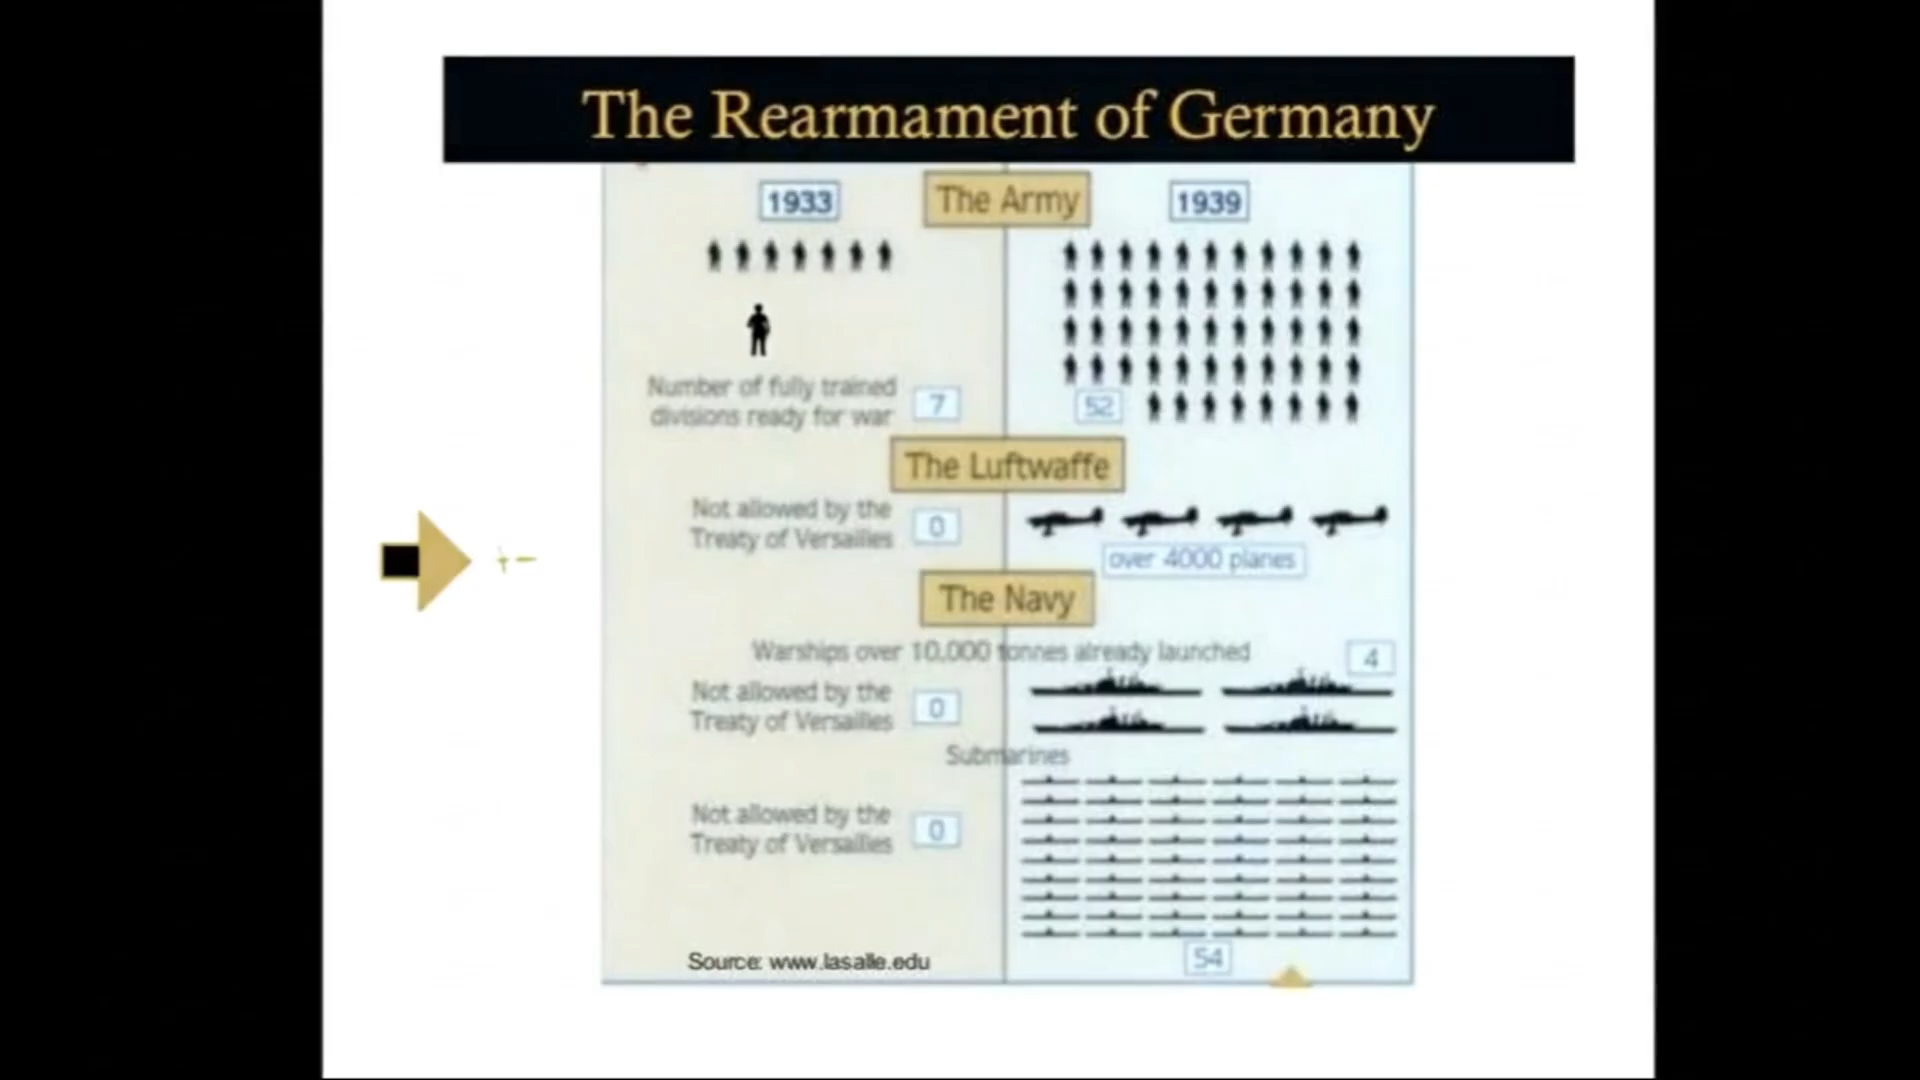 The Rearmament of Germany
1933
The Army
1939
Number of fully trained
divisions ready for war
7
52
The Luftwaffe
Not allowed by the
Treaty of Versailles
0
over 4000 planes
The Navy
Warships over 10,000 tonnes already launched
4
Not allowed by the
Treaty of Versailles
0
Submarines
Not allowed by the
Treaty of Versailles
0
54
Source: www.lasalle.edu